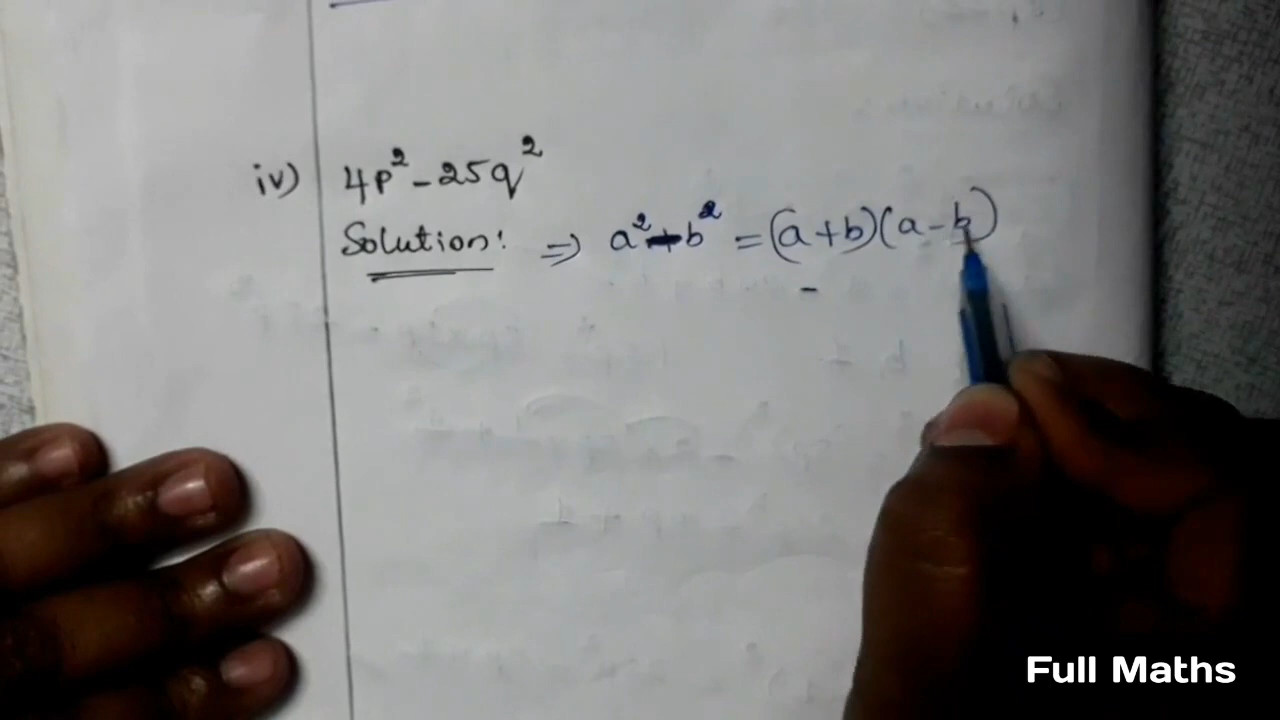 iv) 4p² - 25q²
Solution: ⇒ a² - b² = (a+b)(a-b)
Full Maths